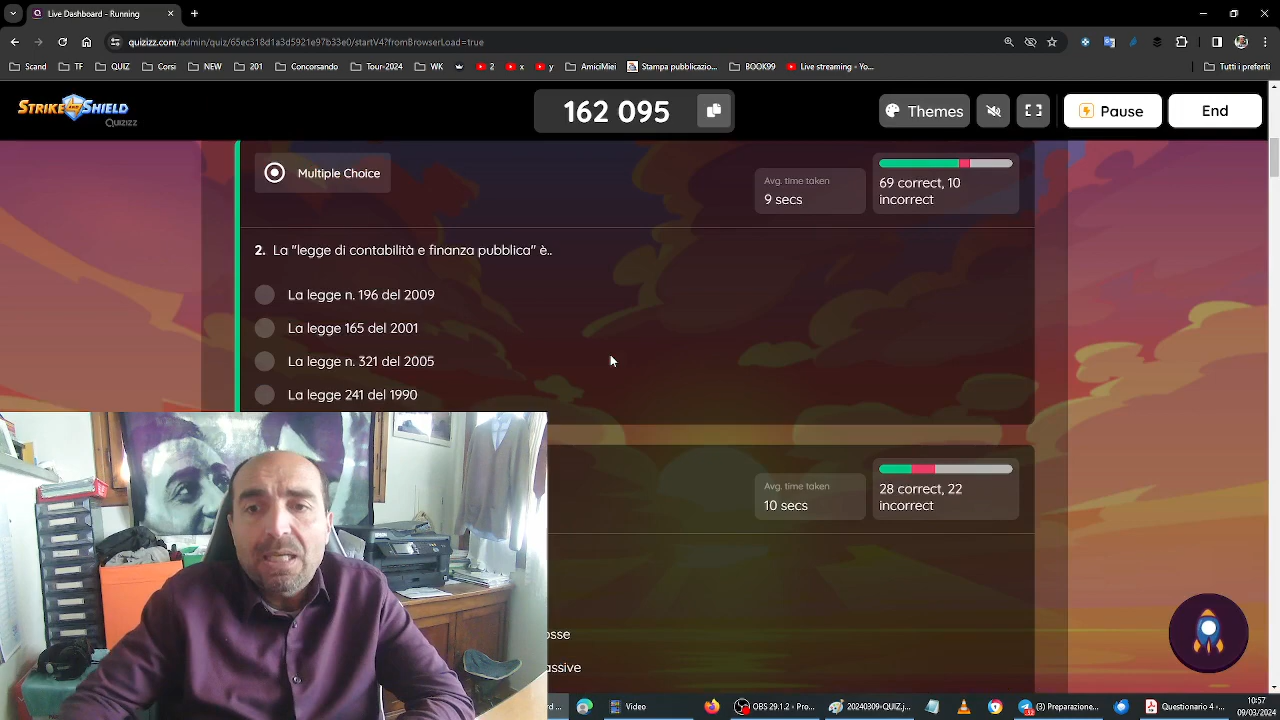 Live Dashboard - Running
quizizz.com/admin/quiz/65ec318d1a3d5921e97b33e0/startV4?fromBrowserLoad=true
Scand TF QUIZ Corsi NEW 201 Concorsando Tour-2024 WK 2 x y AmiciMiei Stampa pubblicazio... BOOK99 Live streaming - Yo... Tutti i preferiti
STRIKE AND SHIELD
Quizizz
162 095
Themes
Pause
End
Multiple Choice
Avg. time taken
9 secs
69 correct, 10
incorrect
2. La "legge di contabilità e finanza pubblica" è..
La legge n. 196 del 2009
La legge 165 del 2001
La legge n. 321 del 2005
La legge 241 del 1990
Avg. time taken
10 secs
28 correct, 22
incorrect
osse
assive
Video
OBS 29.1.2 - Pro...
20240309-QUIZ...
(3) Preparazione...
Questionario 4 -...
10:57
09/03/2024